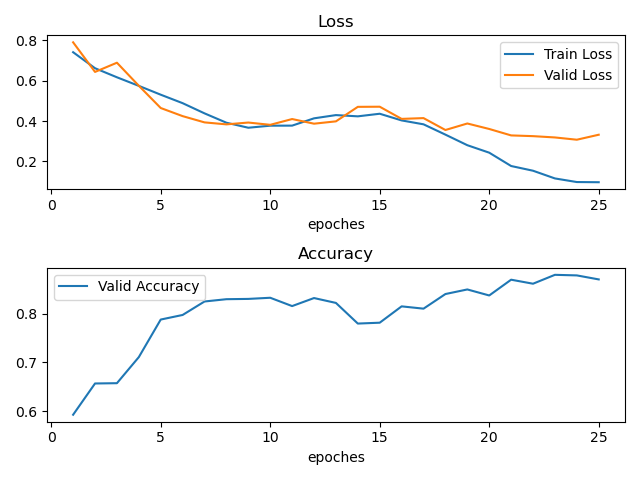 Loss
0.8
0.6
0.4
0.2
Train Loss
Valid Loss
0 5 10 15 20 25
epoches
Accuracy
0.8
0.7
0.6
Valid Accuracy
0 5 10 15 20 25
epoches